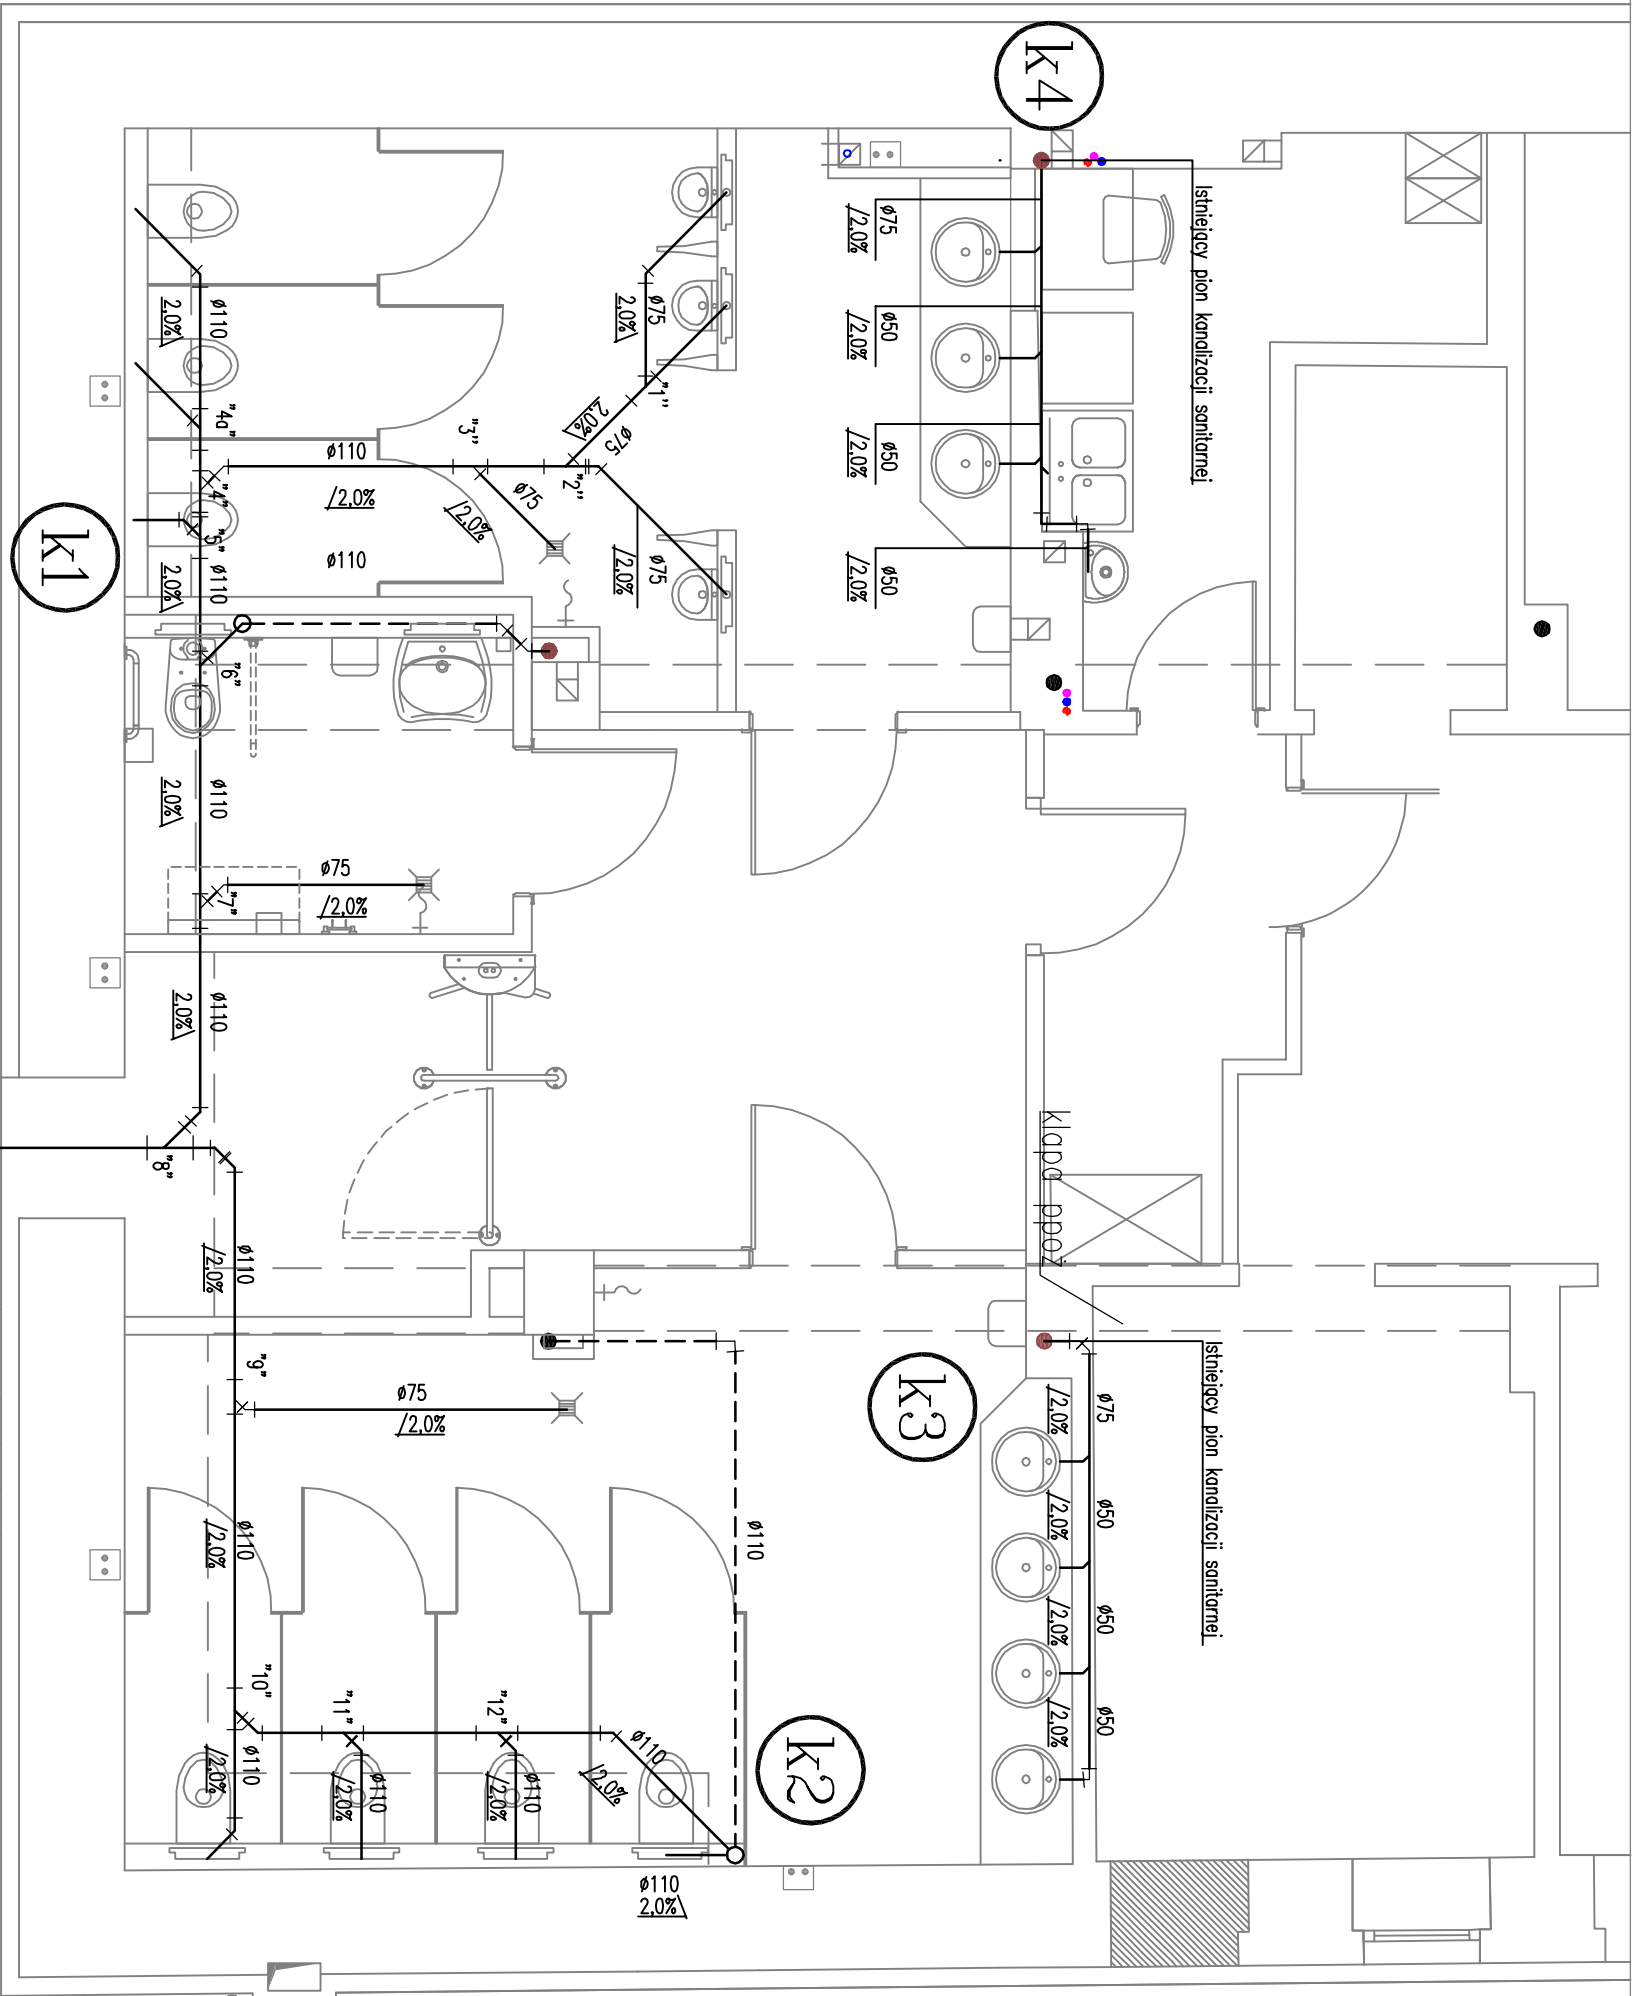 k4
Istniejący pion kanalizacji sanitarnej
ø75
/2,0%
ø50
/2,0%
ø50
/2,0%
ø50
/2,0%
ø75
2,0%\
"1"
ø75
2,0%\
"2"
ø75
/2,0%
"3"
ø75
/2,0%
ø110
/2,0%
ø110
ø110
2,0%\
"4a"
"4"
"5"
ø110
2,0%\
k1
"6"
ø110
2,0%\
ø75
/2,0%
"7"
ø110
2,0%\
"8"
klapa ppoż
ø110
/2,0%
"9"
ø75
/2,0%
k3
Istniejący pion kanalizacji sanitarnej
ø75
/2,0%
ø50
/2,0%
ø50
/2,0%
ø50
/2,0%
ø110
ø110
/2,0%
"10"
"11"
"12"
ø110
/2,0%
ø110
/2,0%
ø110
/2,0%
ø110
/2,0%
k2
ø110
2,0%\